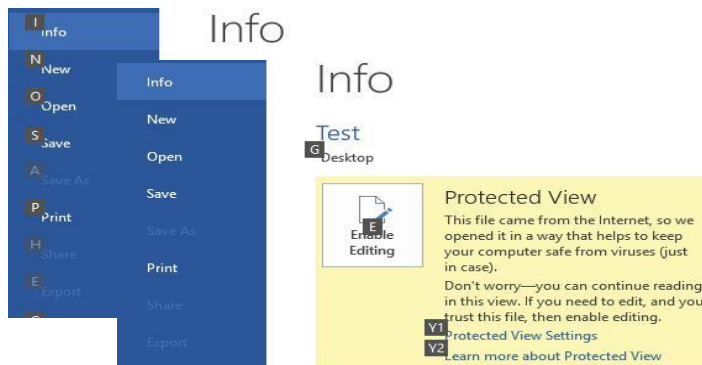 I
Info
N
New
O
Open
S
Save
A
Save As
P
Print
H
Share
E
Export
Info
Info
New
Open
Save
Save As
Print
Share
Export
Info
Test
G
Desktop
E
Enable
Editing
Protected View
This file came from the Internet, so we
opened it in a way that helps to keep
your computer safe from viruses (just
in case).
Don't worry—you can continue reading
in this view. If you need to edit, and you
trust this file, then enable editing.
Y1
Protected View Settings
Y2
Learn more about Protected View